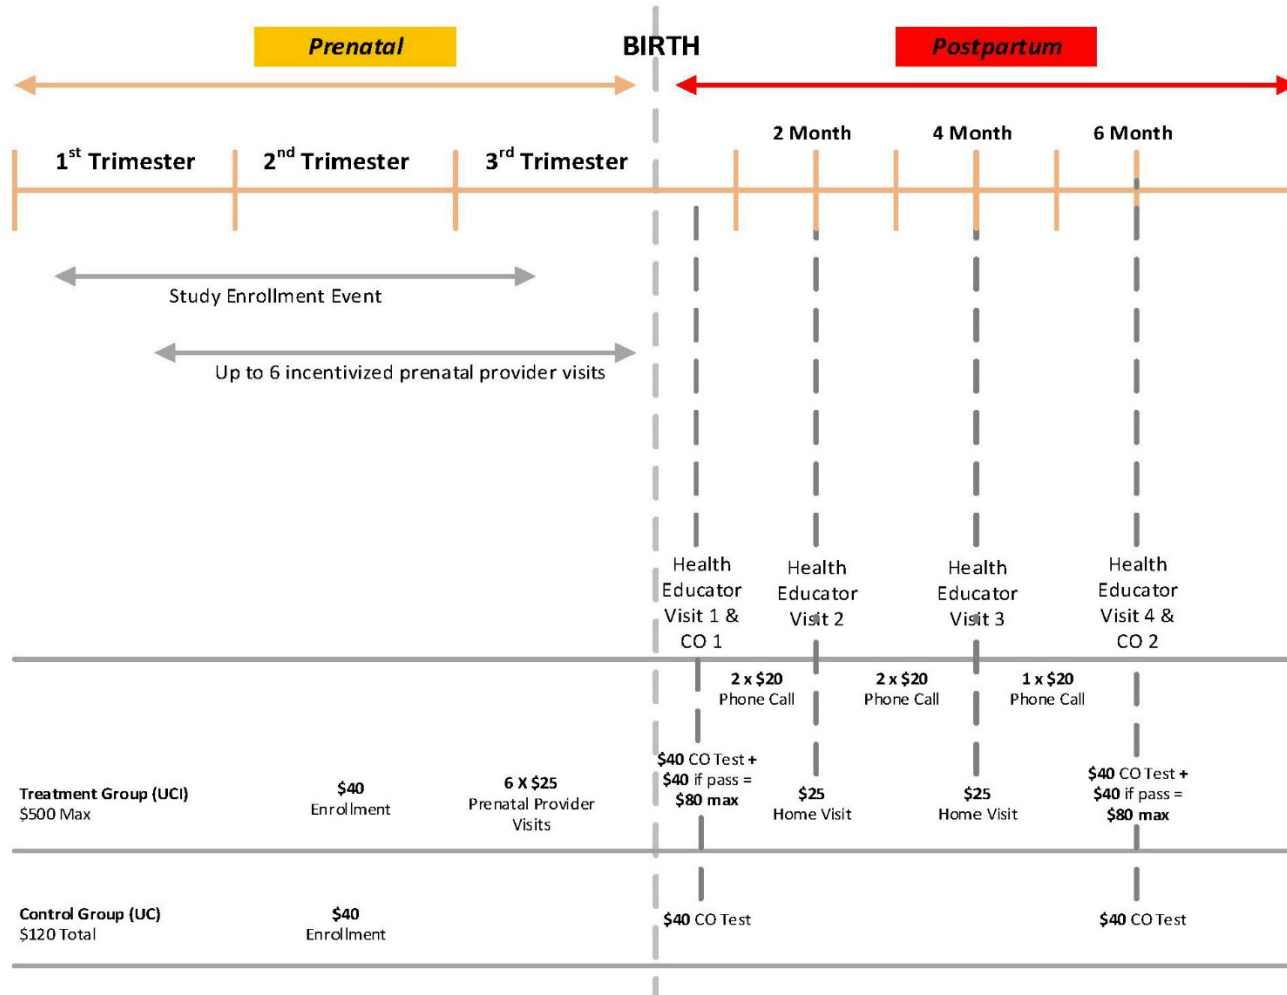 Prenatal
BIRTH
Postpartum
2 Month
4 Month
6 Month
1st Trimester
2nd Trimester
3rd Trimester
Study Enrollment Event
Up to 6 incentivized prenatal provider visits
Health
Educator
Visit 1 &
CO 1
Health
Educator
Visit 2
Health
Educator
Visit 3
Health
Educator
Visit 4 &
CO 2
2 x $20
Phone Call
2 x $20
Phone Call
1 x $20
Phone Call
Treatment Group (UCI)
$500 Max
$40
Enrollment
6 X $25
Prenatal Provider
Visits
$40 CO Test +
$40 if pass =
$80 max
$25
Home Visit
$25
Home Visit
$40 CO Test +
$40 if pass =
$80 max
Control Group (UC)
$120 Total
$40
Enrollment
$40 CO Test
$40 CO Test